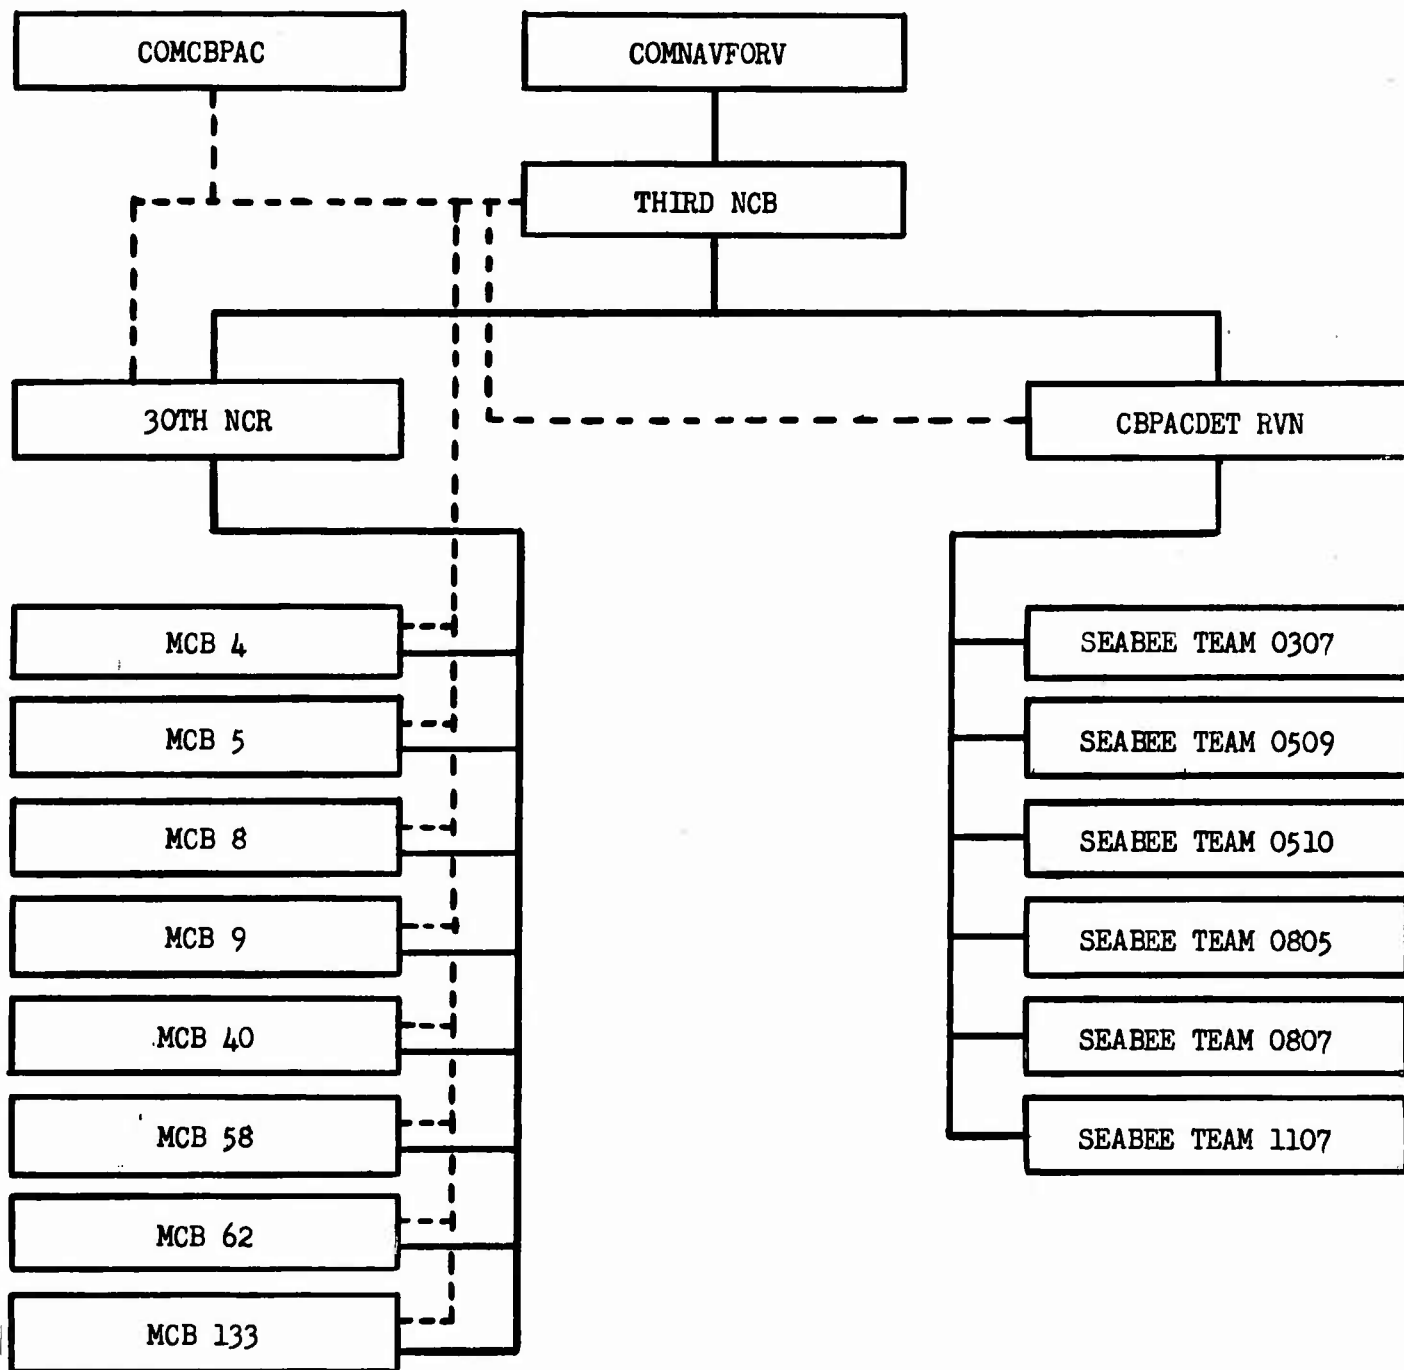 COMCBPAC
COMNAVFORV
THIRD NCB
30TH NCR
CBPACDET RVN
MCB 4
MCB 5
MCB 8
MCB 9
MCB 40
MCB 58
MCB 62
MCB 133
SEABEE TEAM 0307
SEABEE TEAM 0509
SEABEE TEAM 0510
SEABEE TEAM 0805
SEABEE TEAM 0807
SEABEE TEAM 1107